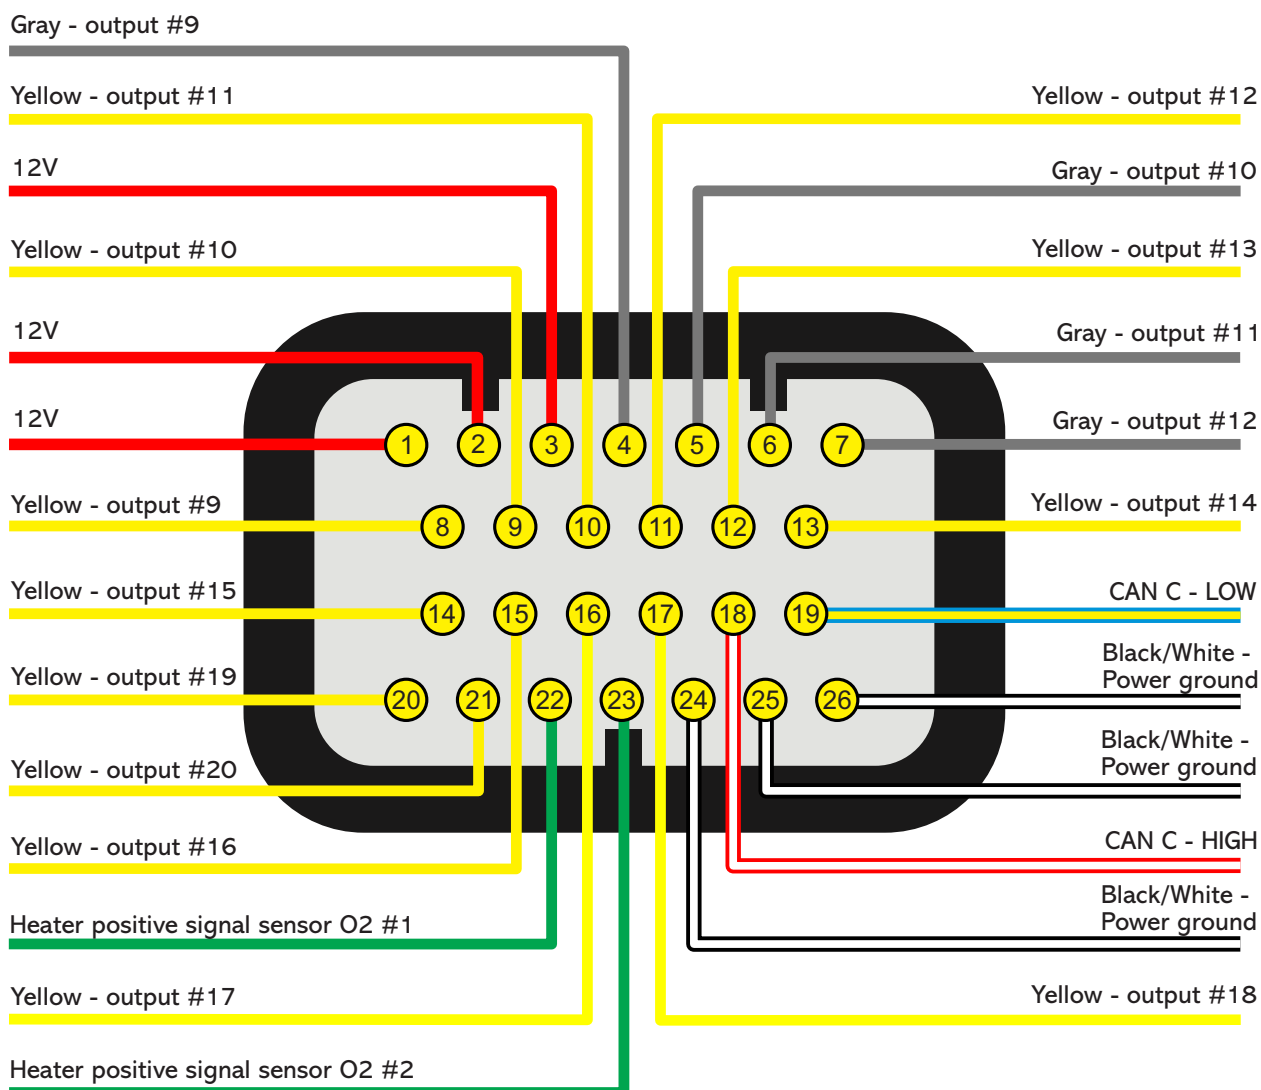 Gray - output #9
Yellow - output #11
Yellow - output #12
12V
Gray - output #10
Yellow - output #10
Yellow - output #13
12V
Gray - output #11
12V
Gray - output #12
1 2 3 4 5 6 7
Yellow - output #9
Yellow - output #14
8 9 10 11 12 13
Yellow - output #15
CAN C - LOW
14 15 16 17 18 19
Yellow - output #19
Black/White -
Power ground
20 21 22 23 24 25 26
Yellow - output #20
Black/White -
Power ground
Yellow - output #16
CAN C - HIGH
Heater positive signal sensor O2 #1
Black/White -
Power ground
Yellow - output #17
Yellow - output #18
Heater positive signal sensor O2 #2